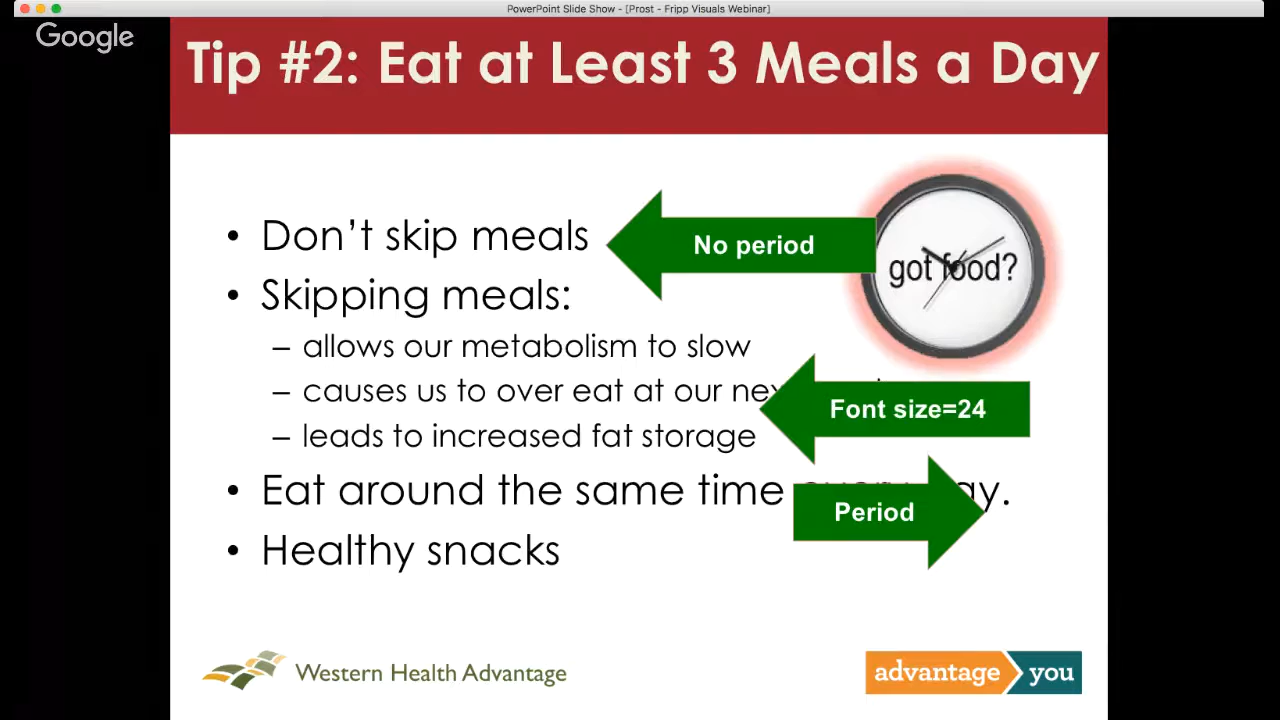 PowerPoint Slide Show - [Prost - Fripp Visuals Webinar]
Google
Tip #2: Eat at Least 3 Meals a Day
• Don't skip meals
No period
got food?
• Skipping meals:
– allows our metabolism to slow
– causes us to over eat at our
Font size=24
– leads to increased fat storage
• Eat around the same time
Period
• Healthy snacks
Western Health Advantage
advantage you